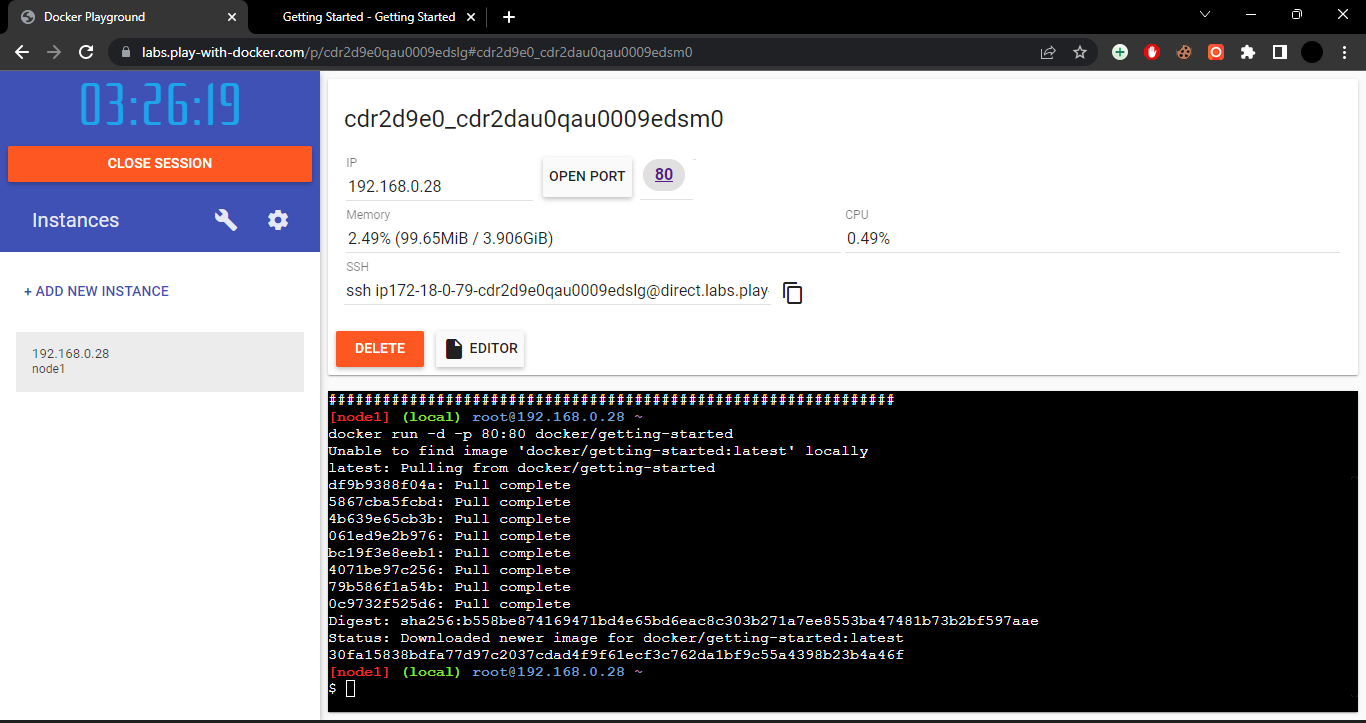 Docker Playground
Getting Started - Getting Started
labs.play-with-docker.com/p/cdr2d9e0qau0009edslg#cdr2d9e0_cdr2dau0qau0009edsm0
03:26:19
CLOSE SESSION
Instances
+ ADD NEW INSTANCE
192.168.0.28
node1
cdr2d9e0_cdr2dau0qau0009edsm0
IP
192.168.0.28
OPEN PORT
80
Memory
2.49% (99.65MiB / 3.906GiB)
CPU
0.49%
SSH
ssh ip172-18-0-79-cdr2d9e0qau0009edslg@direct.labs.play-
DELETE
EDITOR
###############################################################
[node1] (local) root@192.168.0.28 ~
docker run -d -p 80:80 docker/getting-started
Unable to find image 'docker/getting-started:latest' locally
latest: Pulling from docker/getting-started
df9b9388f04a: Pull complete
5867cba5fcbd: Pull complete
4b639e65cb3b: Pull complete
061ed9e2b976: Pull complete
bc19f3e8eeb1: Pull complete
4071be97c256: Pull complete
79b586f1a54b: Pull complete
0c9732f525d6: Pull complete
Digest: sha256:b558be874169471bd4e65bd6eac8c303b271a7ee8553ba47481b73b2bf597aae
Status: Downloaded newer image for docker/getting-started:latest
30fa15838bdfa77d97c2037cdad4f9f61ecf3c762da1bf9c55a4398b23b4a46f
[node1] (local) root@192.168.0.28 ~
$